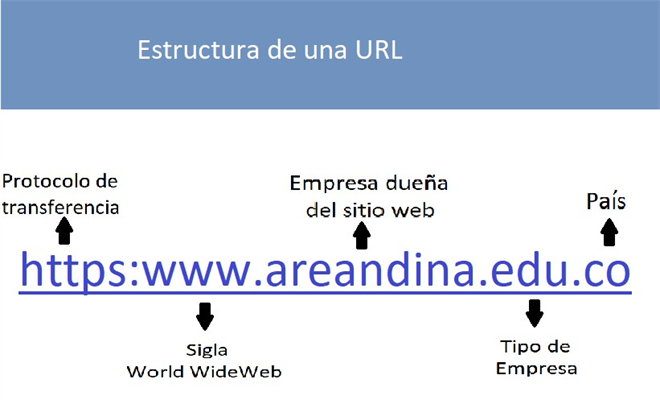 Estructura de una URL
Protocolo de
transferencia
Empresa dueña
del sitio web
País
https:www.areandina.edu.co
Sigla
World WideWeb
Tipo de
Empresa